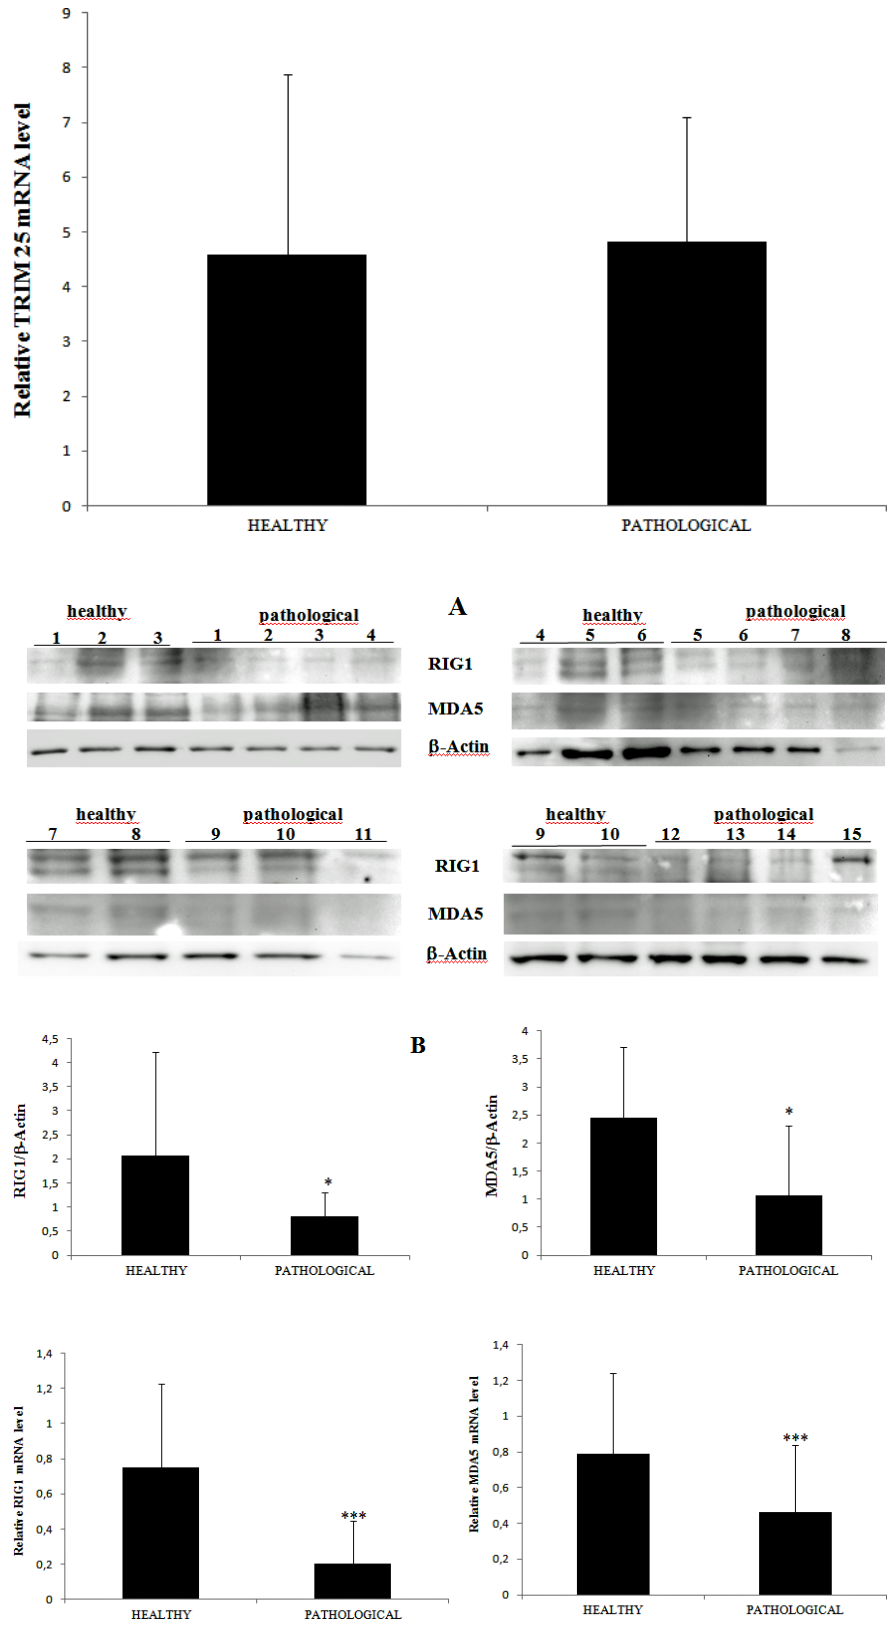 9
8
7
6
5
4
3
2
1
0
Relative TRIM 25 mRNA level
HEALTHY PATHOLOGICAL
A
healthy pathological
1 2 3 1 2 3 4
healthy pathological
4 5 6 5 6 7 8
RIG1
MDA5
β-Actin
healthy pathological
7 8 9 10 11
healthy pathological
9 10 12 13 14 15
RIG1
MDA5
β-Actin
B
4,5
4
3,5
3
2,5
2
1,5
1
0,5
0
RIG1/β-Actin
*
HEALTHY PATHOLOGICAL
4
3,5
3
2,5
2
1,5
1
0,5
0
MDA5/β-Actin
*
HEALTHY PATHOLOGICAL
1,4
1,2
1
0,8
0,6
0,4
0,2
0
Relative RIG1 mRNA level
***
HEALTHY PATHOLOGICAL
1,4
1,2
1
0,8
0,6
0,4
0,2
0
Relative MDA5 mRNA level
***
HEALTHY PATHOLOGICAL